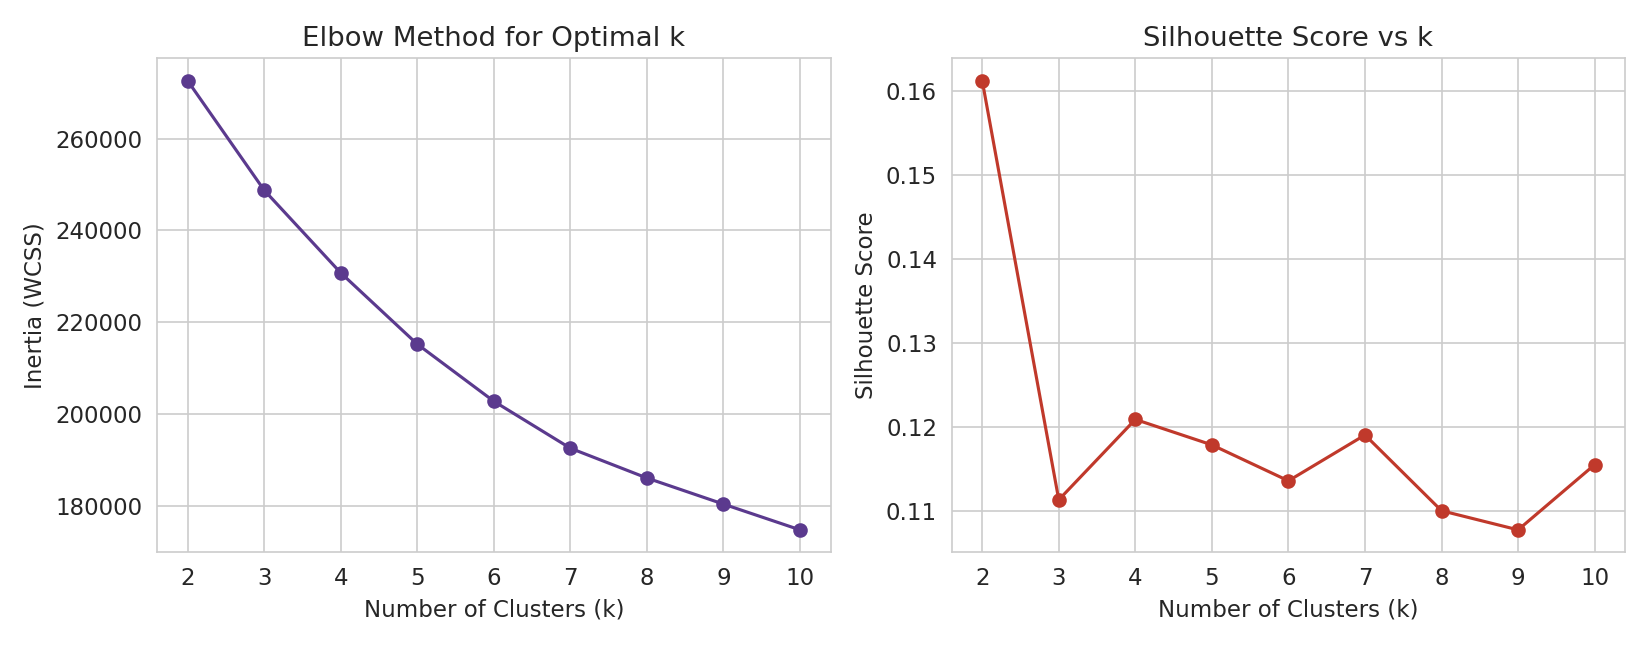 Elbow Method for Optimal k
260000
240000
220000
200000
180000
Inertia (WCSS)
2 3 4 5 6 7 8 9 10
Number of Clusters (k)
Silhouette Score vs k
0.16
0.15
0.14
0.13
0.12
0.11
Silhouette Score
2 3 4 5 6 7 8 9 10
Number of Clusters (k)